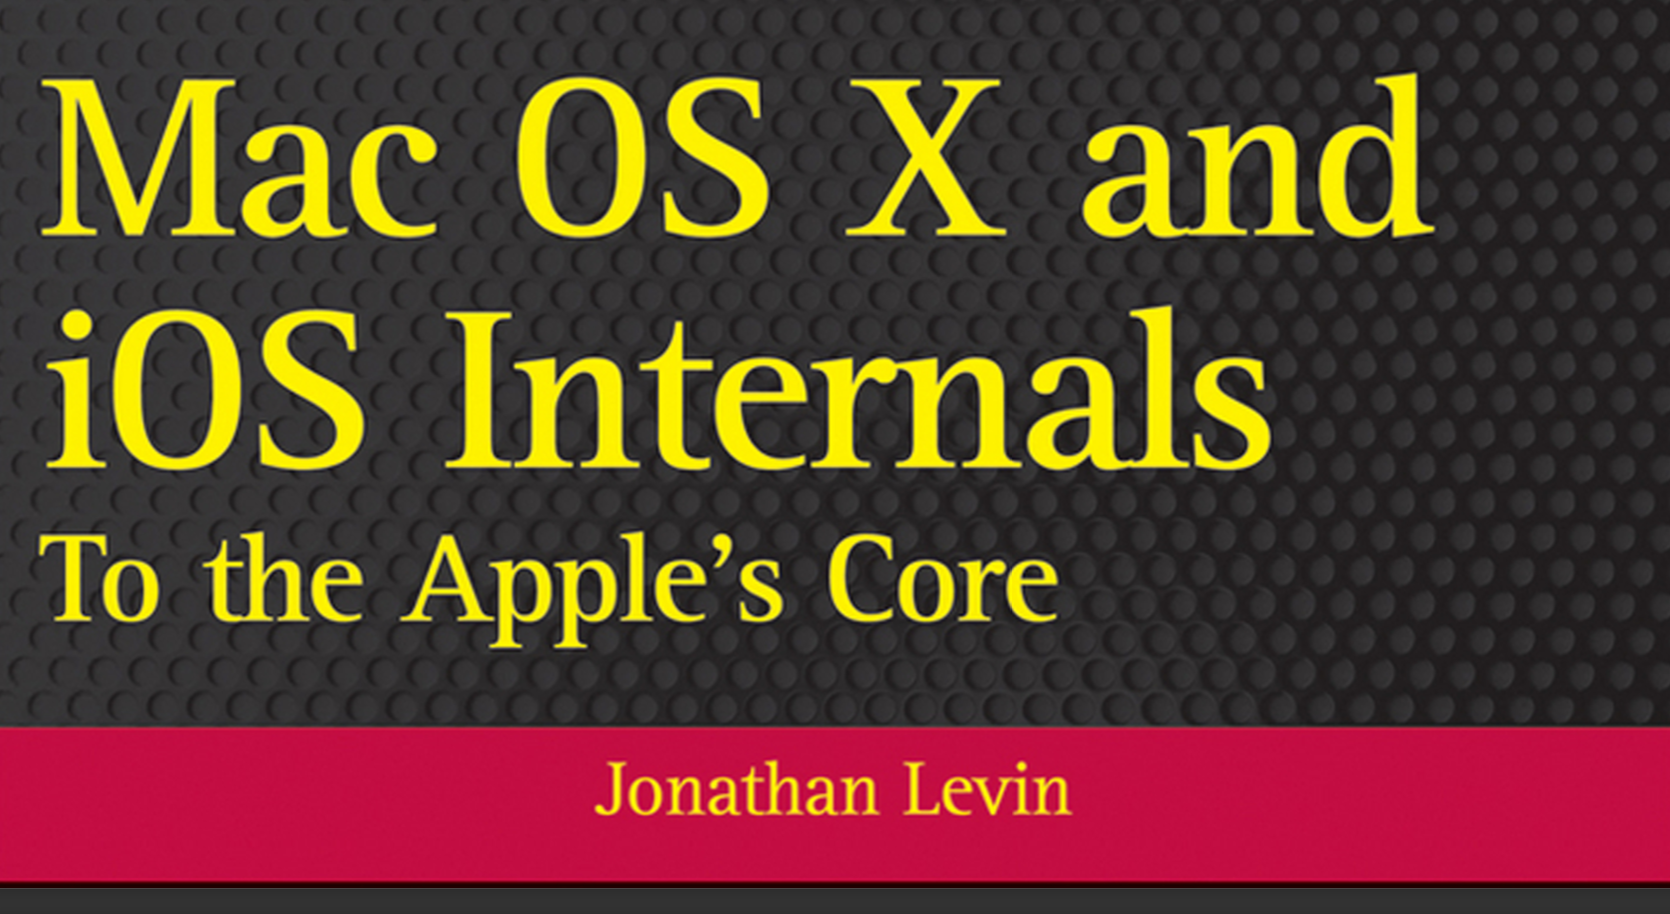 Mac OS X and
iOS Internals
To the Apple’s Core
Jonathan Levin